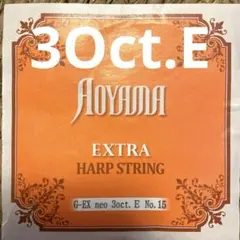 3Oct.E
AOYAMA
EXTRA
HARP STRING
G-EX neo 3oct. E No.15